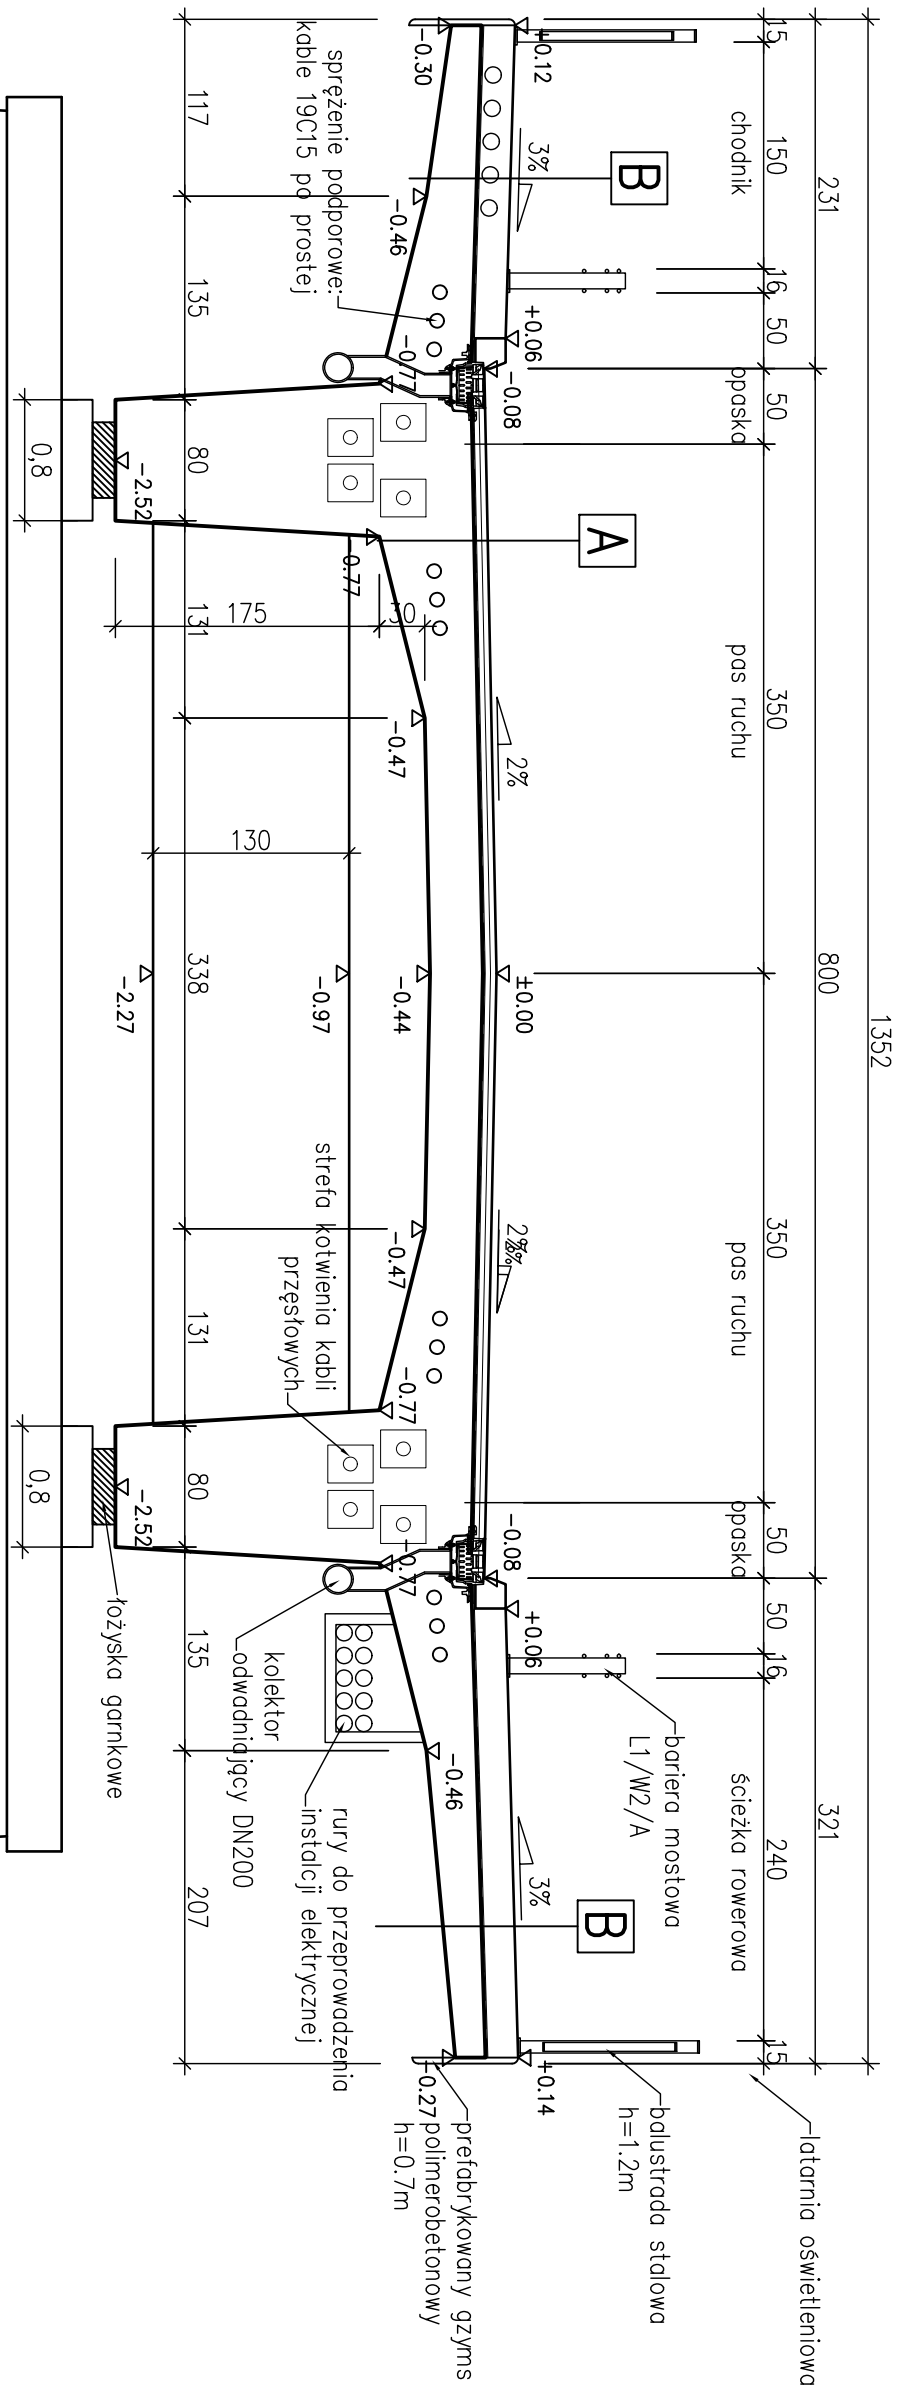 1352
231
800
321
15
150
16
50
50
350
350
50
50
16
240
15
chodnik
opaska
pas ruchu
pas ruchu
opaska
ścieżka rowerowa
latarnia oświetleniowa
B
A
B
bariera mostowa
L1/W2/A
balustrada stalowa
h=1.2m
+0.12
3%
+0.06
-0.08
2%
±0.00
2%
-0.08
+0.06
3%
+0.14
-0.30
-0.46
-0.77
-0.77
-0.47
-0.44
-0.47
-0.77
-0.77
-0.46
-0.27
prefabrykowany gzyms
polimerobetonowy
h=0.7m
sprężenie podporowe:
kable 19C15 po prostej
30
175
130
-0.97
-2.27
-2.52
-2.52
strefa kotwienia kabli
przęsłowych
rury do przeprowadzenia
instalcji elektrycznej
kolektor
odwadniający DN200
łożyska garnkowe
117
135
80
131
338
131
80
135
207
0,8
0,8